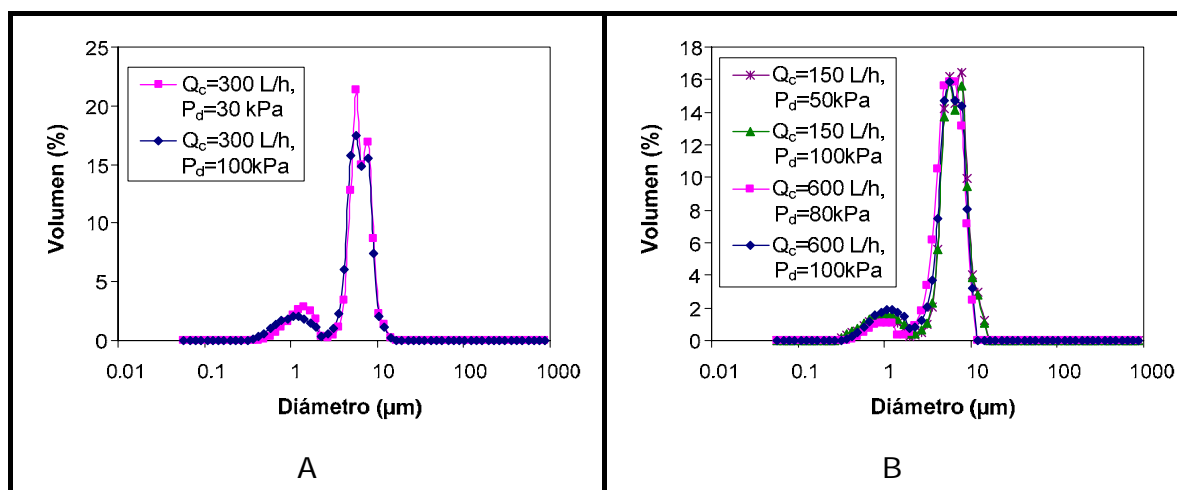 25
20
15
10
5
0
Volumen (%)
Q_c=300 L/h,
P_d=30 kPa
Q_c=300 L/h,
P_d=100kPa
0.01 0.1 1 10 100 1000
Diámetro (µm)
A
18
16
14
12
10
8
6
4
2
0
Volumen (%)
Q_c=150 L/h,
P_d=50kPa
Q_c=150 L/h,
P_d=100kPa
Q_c=600 L/h,
P_d=80kPa
Q_c=600 L/h,
P_d=100kPa
0.01 0.1 1 10 100 1000
Diámetro (µm)
B